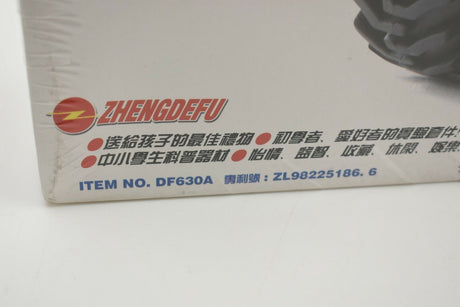 ZHENGDEFU
●送給孩子的最佳禮物●初學者、愛好者的實驗套件
●中小學生科普器材●怡情、益智、收藏、休閑、娛樂
ITEM NO. DF630A 專利號：ZL98225186.6